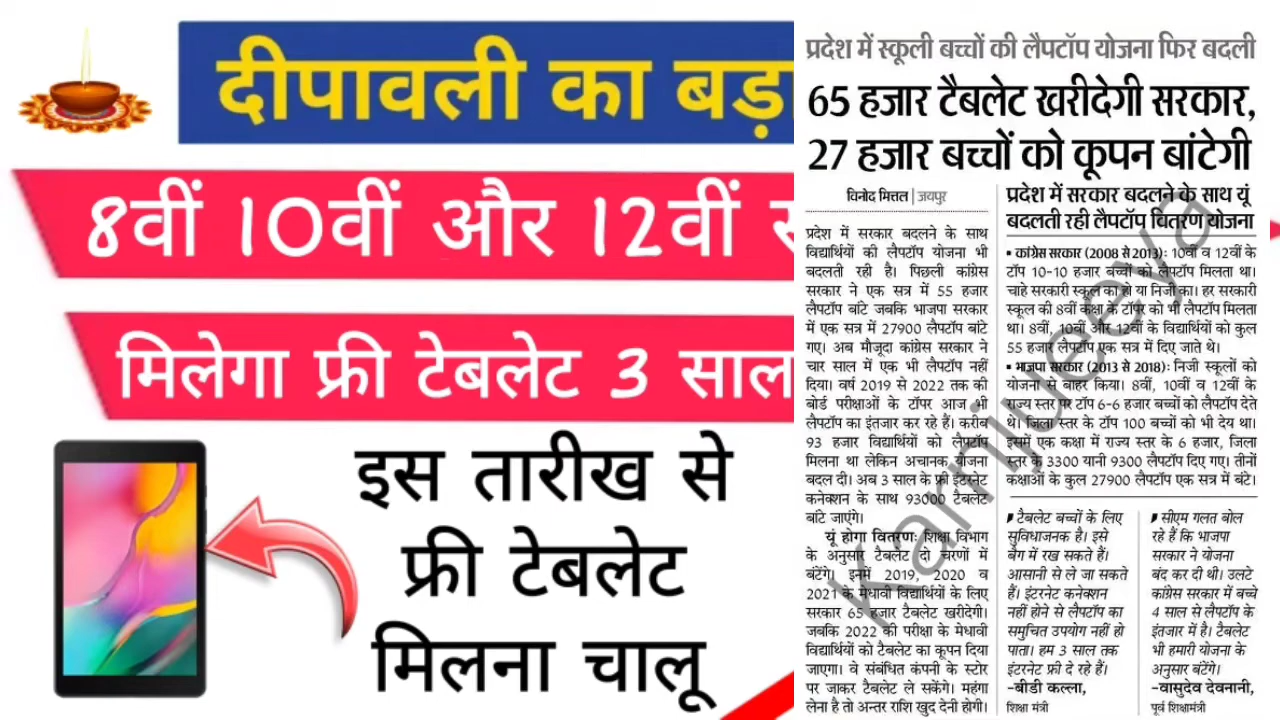 दीपावली का बड़
8वीं 10वीं और 12वीं
मिलेगा फ्री टेबलेट 3 साल
इस तारीख से
फ्री टेबलेट
मिलना चालू
प्रदेश में स्कूली बच्चों की लैपटॉप योजना फिर बदली
65 हजार टैबलेट खरीदेगी सरकार,
27 हजार बच्चों को कूपन बांटेगी
विनोद मित्तल | जयपुर
प्रदेश में सरकार बदलने के साथ
विद्यार्थियों की लैपटॉप योजना भी
बदलती रही है। पिछली कांग्रेस
सरकार ने एक सत्र में 55 हजार
लैपटॉप बांटे जबकि भाजपा सरकार
में एक सत्र में 27900 लैपटॉप बांटे
गए। अब मौजूदा कांग्रेस सरकार ने
चार साल में एक भी लैपटॉप नहीं
दिया। वर्ष 2019 से 2022 तक की
बोर्ड परीक्षाओं के टॉपर आज भी
लैपटॉप का इंतजार कर रहे हैं। करीब
93 हजार विद्यार्थियों को लैपटॉप
मिलना था लेकिन अचानक योजना
बदल दी। अब 3 साल के फ्री इंटरनेट
कनेक्शन के साथ 93000 टैबलेट
बांटे जाएंगे।
यूं होगा वितरण: शिक्षा विभाग
के अनुसार टैबलेट दो चरणों में
बंटेंगे। इनमें 2019, 2020 व
2021 के मेधावी विद्यार्थियों के लिए
सरकार 65 हजार टैबलेट खरीदेगी।
जबकि 2022 की परीक्षा के मेधावी
विद्यार्थियों को टैबलेट का कूपन दिया
जाएगा। वे संबंधित कंपनी के स्टोर
पर जाकर टैबलेट ले सकेंगे। महंगा
लेना है तो अन्तर राशि खुद देनी होगी।
प्रदेश में सरकार बदलने के साथ यूं
बदलती रही लैपटॉप वितरण योजना
▪ कांग्रेस सरकार (2008 से 2013): 10वीं व 12वीं के
टॉप 10-10 हजार बच्चों को लैपटॉप मिलता था।
चाहे सरकारी स्कूल का हो या निजी का। हर सरकारी
स्कूल की 8वीं कक्षा के टॉपर को भी लैपटॉप मिलता
था। 8वीं, 10वीं और 12वीं के विद्यार्थियों को कुल
55 हजार लैपटॉप एक सत्र में दिए जाते थे।
▪ भाजपा सरकार (2013 से 2018): निजी स्कूलों को
योजना से बाहर किया। 8वीं, 10वीं व 12वीं के
राज्य स्तर पर टॉप 6-6 हजार बच्चों को लैपटॉप देते
थे। जिला स्तर के टॉप 100 बच्चों को भी देय था।
इसमें एक कक्षा में राज्य स्तर के 6 हजार, जिला
स्तर के 3300 यानी 9300 लैपटॉप दिए गए। तीनों
कक्षाओं के कुल 27900 लैपटॉप एक सत्र में बंटे।
टैबलेट बच्चों के लिए
सुविधाजनक है। इसे
बैग में रख सकते हैं।
आसानी से ले जा सकते
हैं। इंटरनेट कनेक्शन
नहीं होने से लैपटॉप का
समुचित उपयोग नहीं हो
पाता। हम 3 साल तक
इंटरनेट फ्री दे रहे हैं।
-बीडी कल्ला,
शिक्षा मंत्री
सीएम गलत बोल
रहे हैं कि भाजपा
सरकार ने योजना
बंद कर दी थी। उलटे
कांग्रेस सरकार में बच्चे
4 साल से लैपटॉप के
इंतजार में है। टैबलेट
भी हमारी योजना के
अनुसार बंटेंगे।
-वासुदेव देवनानी,
पूर्व शिक्षामंत्री